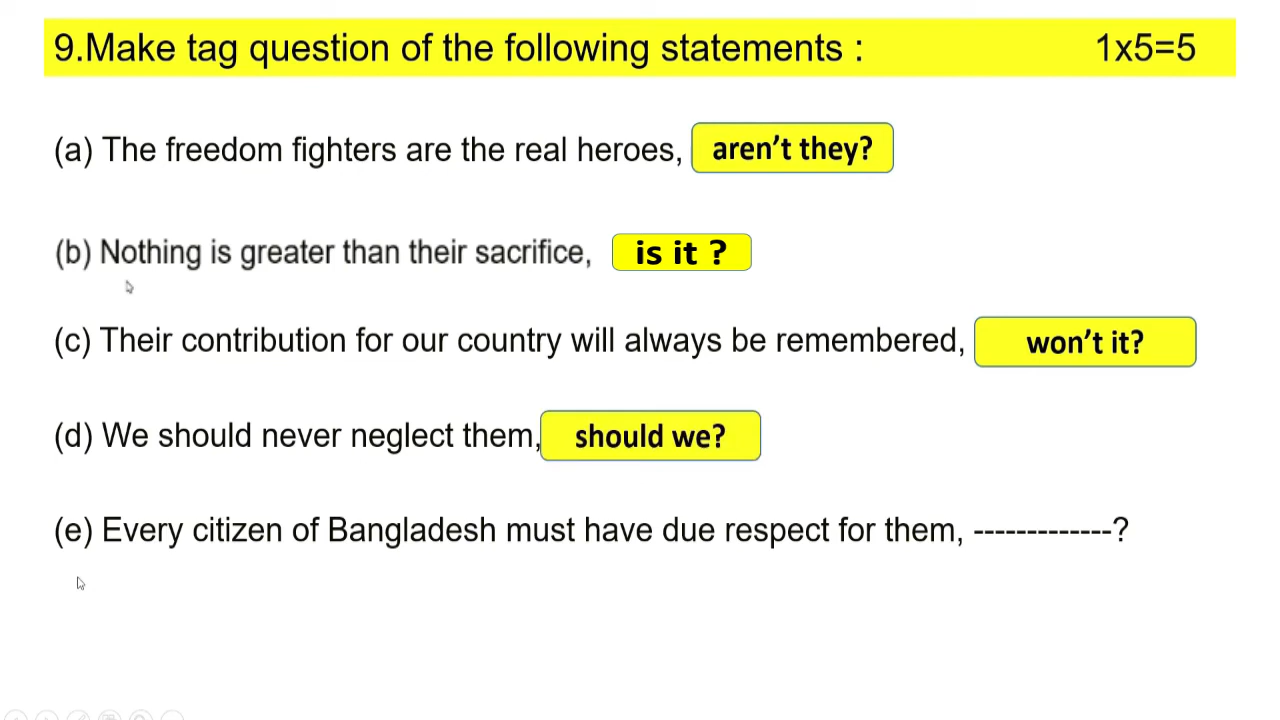 9.Make tag question of the following statements : 1x5=5
(a) The freedom fighters are the real heroes, aren't they?
(b) Nothing is greater than their sacrifice, is it ?
(c) Their contribution for our country will always be remembered, won't it?
(d) We should never neglect them, should we?
(e) Every citizen of Bangladesh must have due respect for them, -------------?